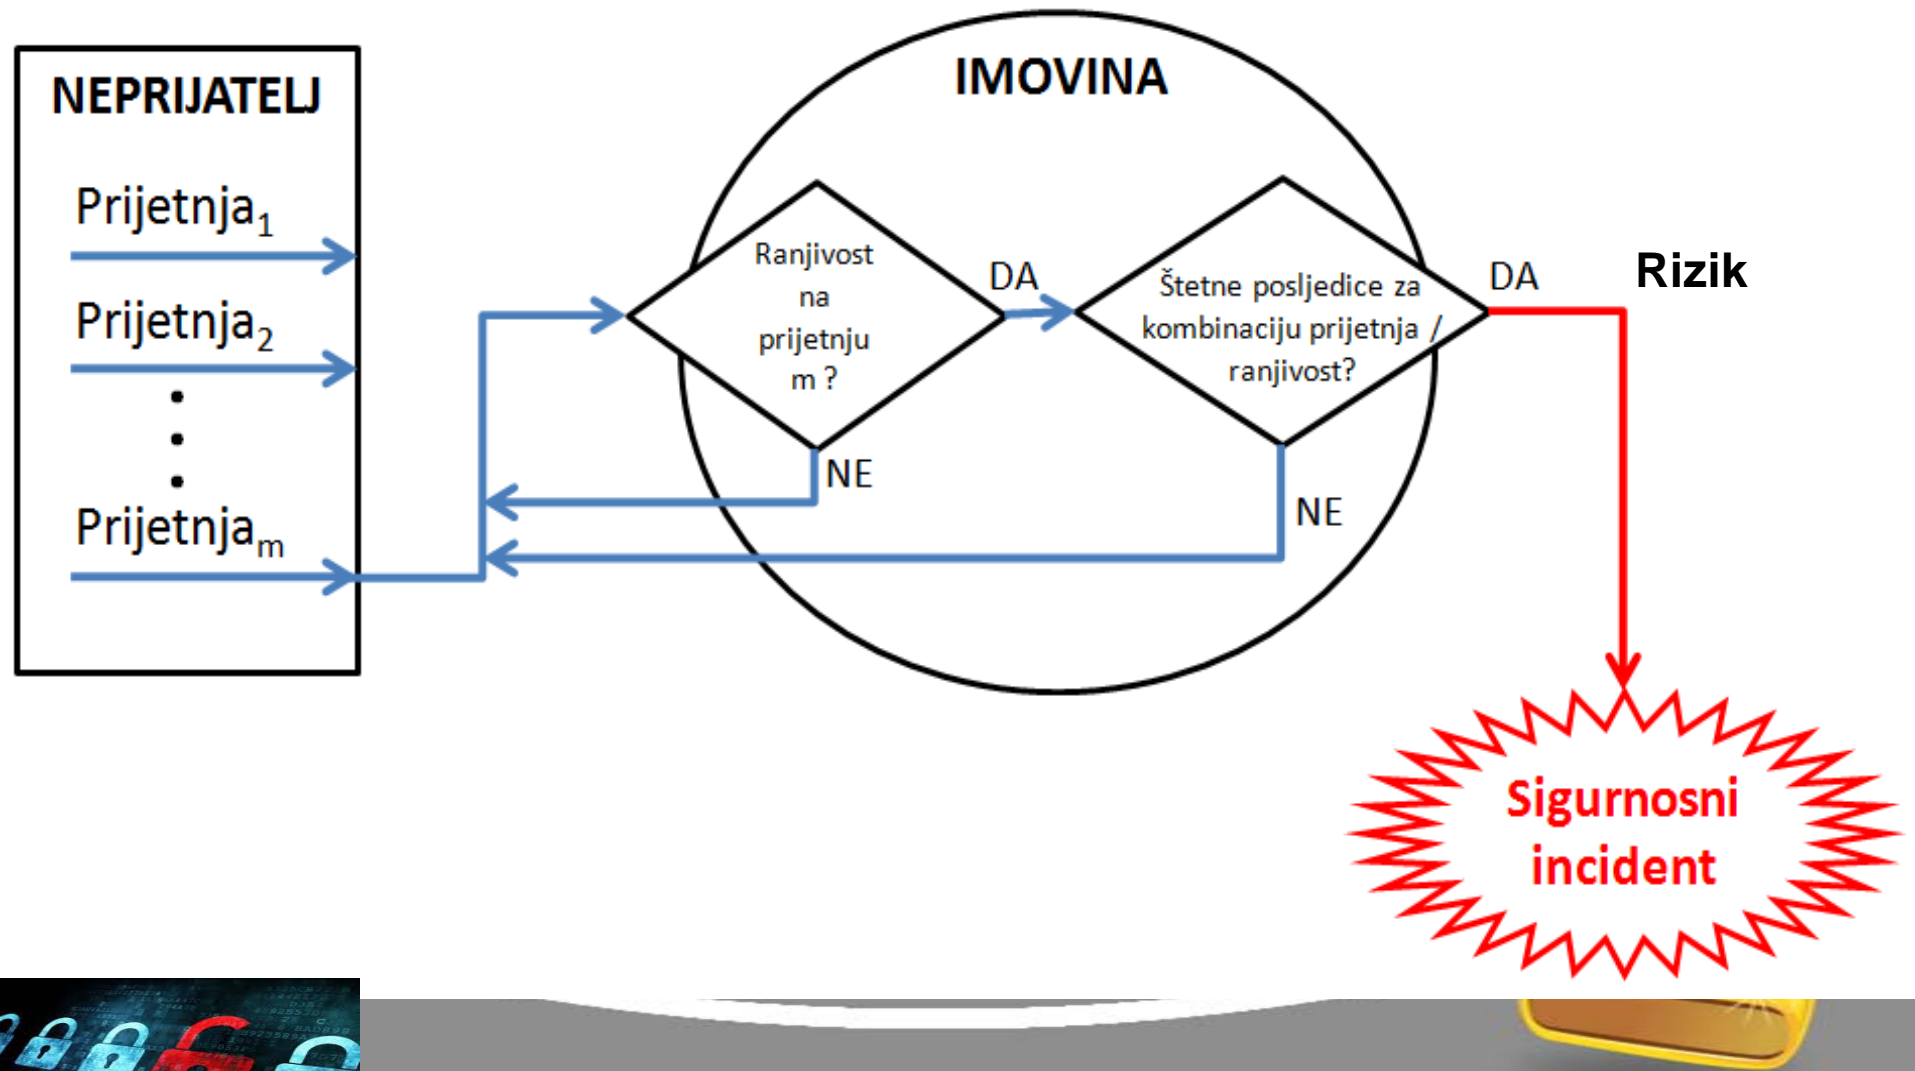 NEPRIJATELJ
Prijetnja1
Prijetnja2
Prijetnjam
IMOVINA
Ranjivost
na
prijetnju
m ?
DA
NE
Štetne posljedice za
kombinaciju prijetnja /
ranjivost?
DA
NE
Rizik
Sigurnosni
incident